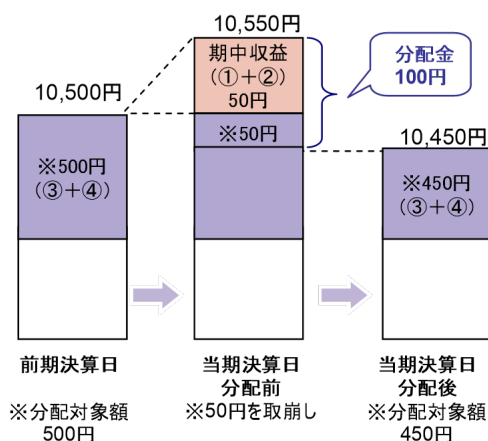 10,550円
期中収益
(①+②)
50円
分配金
100円
10,500円
※50円
10,450円
※500円
(③+④)
※450円
(③+④)
前期決算日
※分配対象額
500円
当期決算日
分配前
※50円を取崩し
当期決算日
分配後
※分配対象額
450円